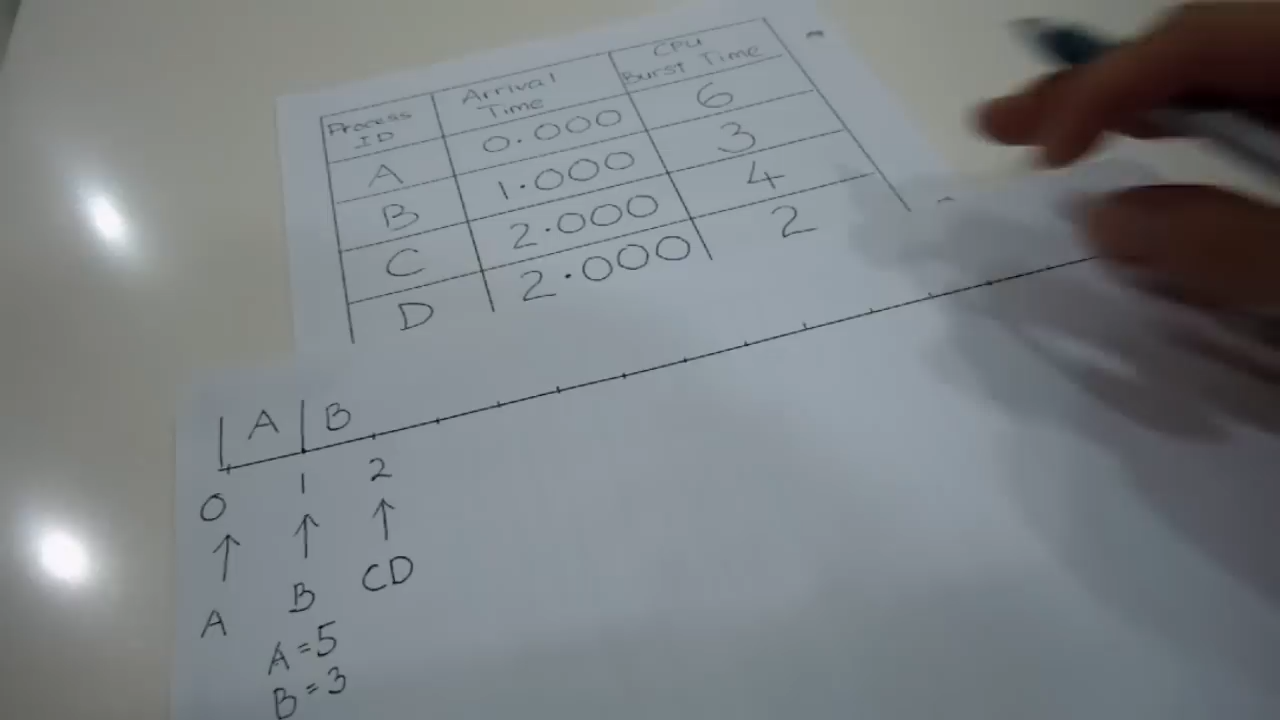 Process ID Arrival Time CPU Burst Time
A 0.000 6
B 1.000 3
C 2.000 4
D 2.000 2
A B
0 1 2
↑ ↑ ↑
A B CD
A=5
B=3